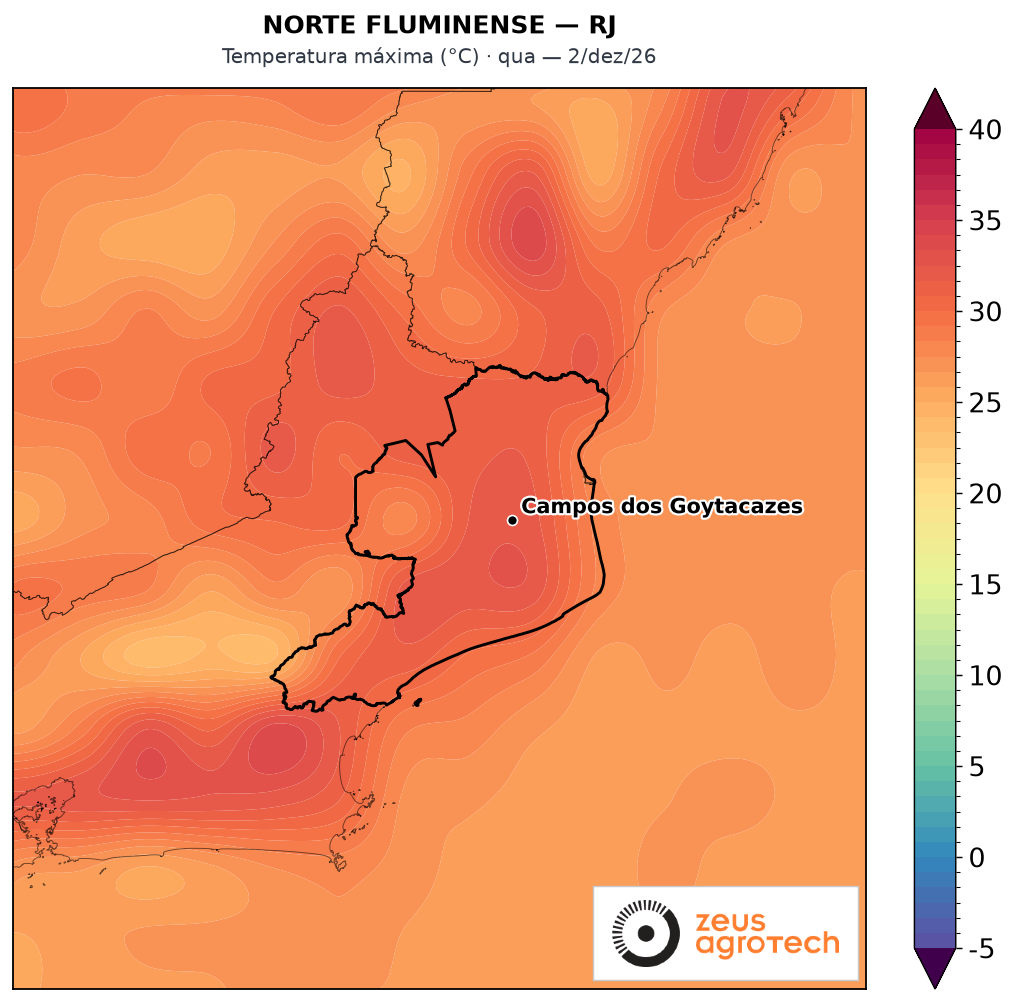 NORTE FLUMINENSE — RJ
Temperatura máxima (°C) · qua — 2/dez/26
Campos dos Goytacazes
40
35
30
25
20
15
10
5
0
-5
zeus
agrotech